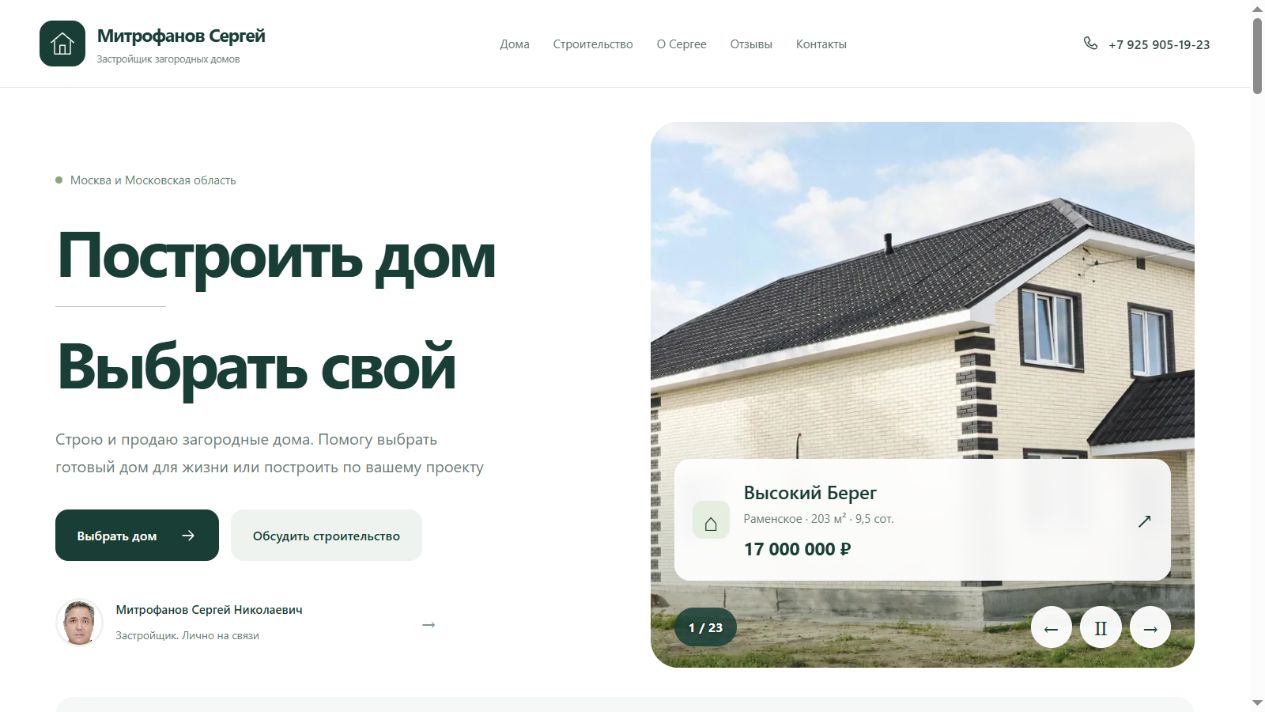 Митрофанов Сергей
Застройщик загородных домов
Дома
Строительство
О Сергее
Отзывы
Контакты
+7 925 905-19-23
Москва и Московская область
Построить дом
Выбрать свой
Строю и продаю загородные дома. Помогу выбрать
готовый дом для жизни или построить по вашему проекту
Выбрать дом →
Обсудить строительство
Митрофанов Сергей Николаевич
Застройщик. Лично на связи
→
Высокий Берег
Раменское · 203 м² · 9,5 сот.
17 000 000 ₽
↗
1 / 23
← II →